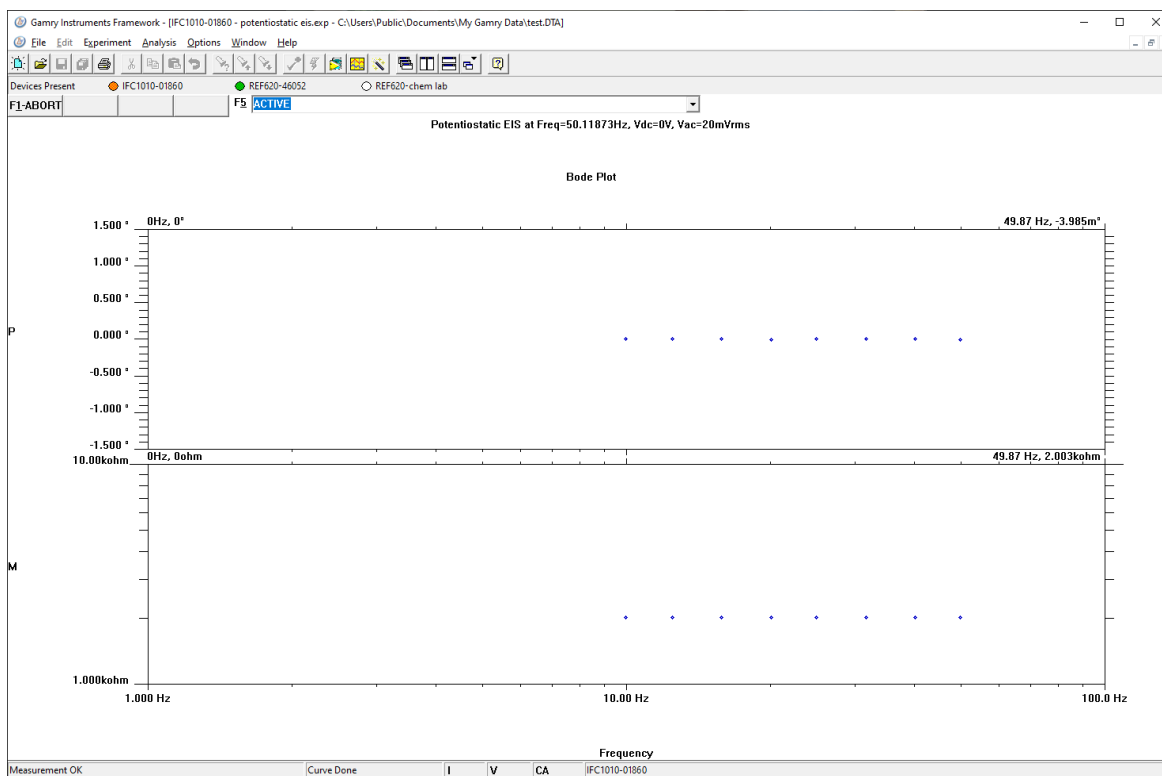 Gamry Instruments Framework - [IFC1010-01860 - potentiostatic eis.exp - C:\Users\Public\Documents\My Gamry Data\test.DTA]
File Edit Experiment Analysis Options Window Help
Devices Present IFC1010-01860 REF620-46052 REF620-chem lab
F1-ABORT F5 ACTIVE
Potentiostatic EIS at Freq=50.11873Hz, Vdc=0V, Vac=20mVrms
Bode Plot
0Hz, 0° 49.87 Hz, -3.985m°
1.500 °
1.000 °
0.500 °
P
0.000 °
-0.500 °
-1.000 °
-1.500 °
0Hz, 0ohm 49.87 Hz, 2.003kohm
10.00kohm
M
1.000kohm
1.000 Hz 10.00 Hz 100.0 Hz
Frequency
Measurement OK Curve Done I V CA IFC1010-01860